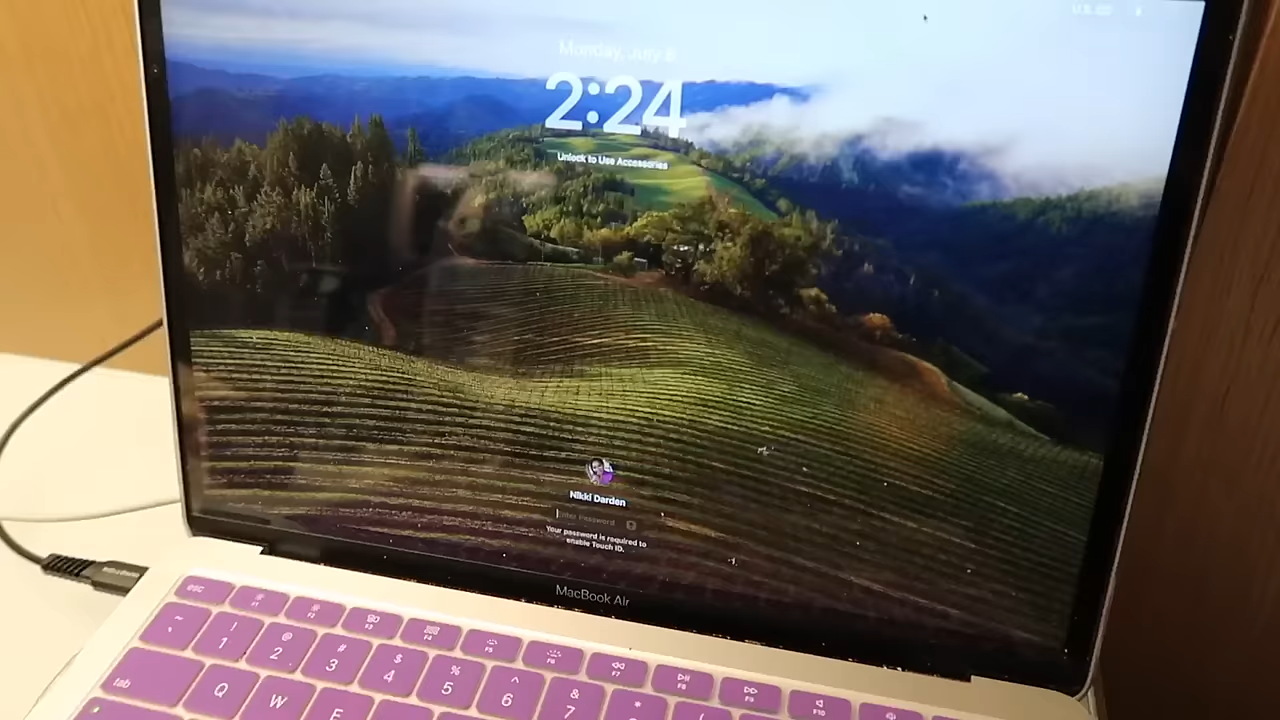 Monday, July 8
2:24
Unlock to Use Accessories
Nikki Darden
Enter Password
Your password is required to
enable Touch ID.
MacBook Air
esc
F1
F2
F3
F4
F5
F6
F7
F8
F9
F10
~ ! @ # $ % ^ & *
1 2 3 4 5 6 7
tab Q W E